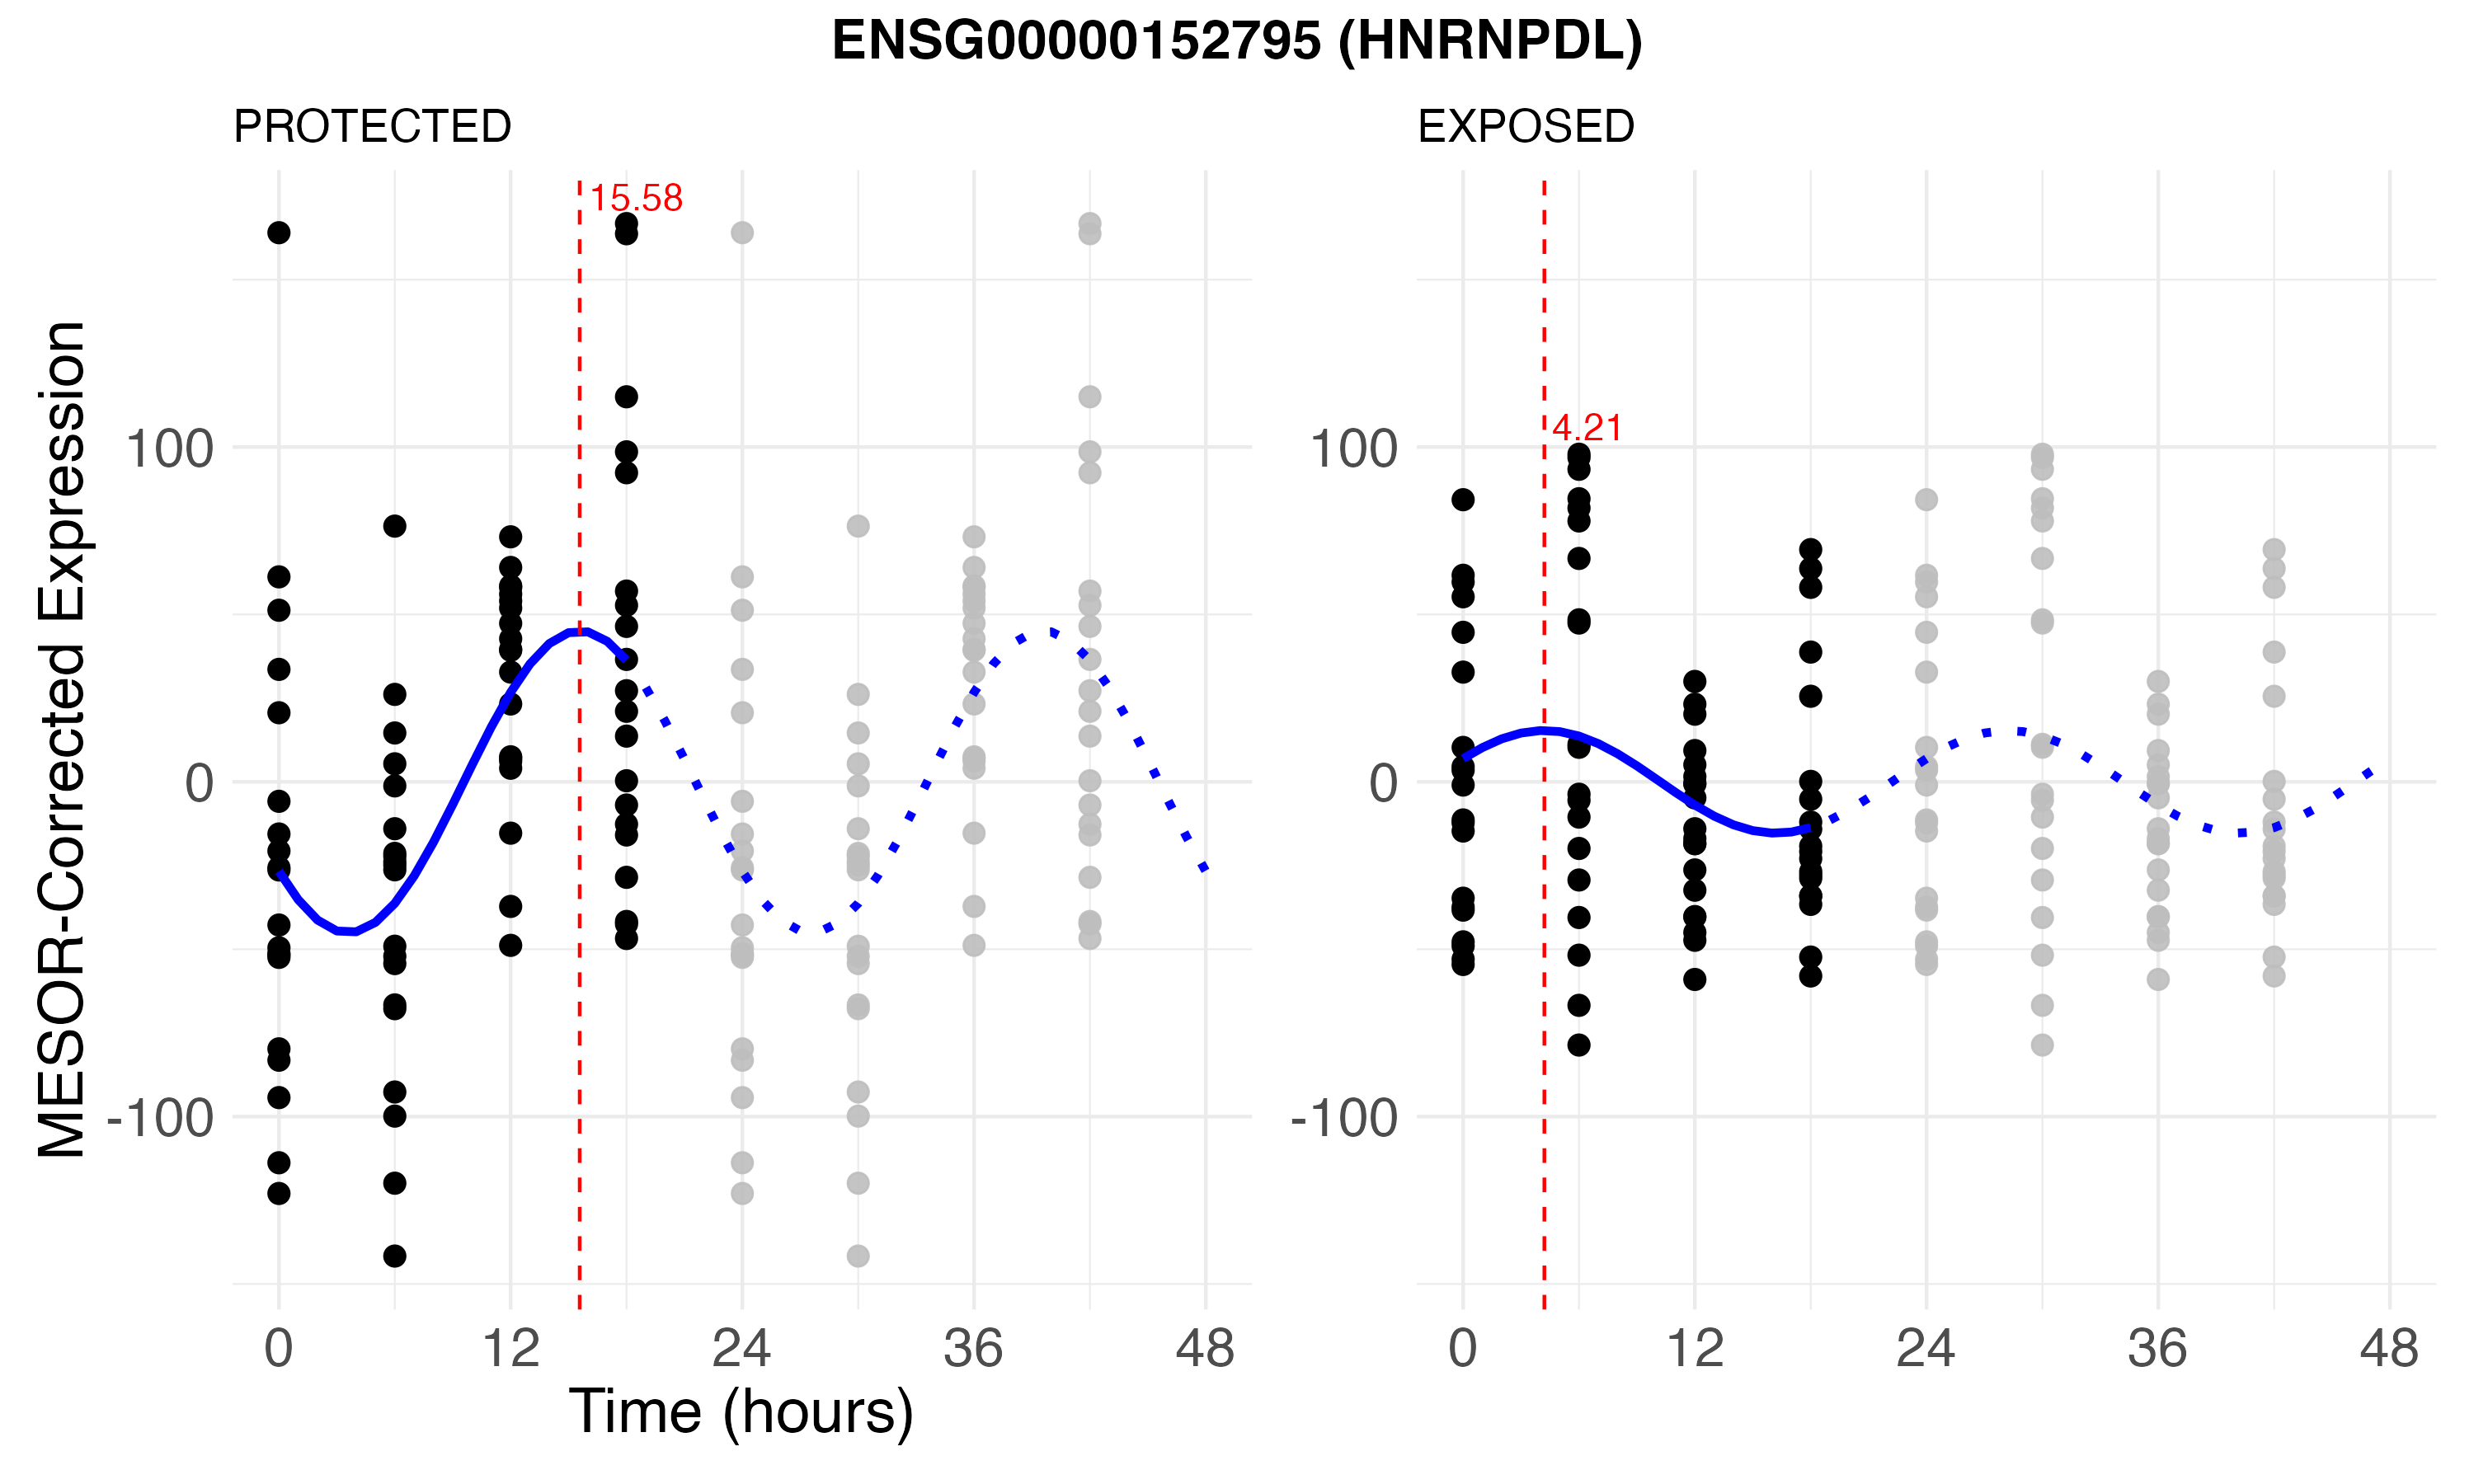 ENSG00000152795 (HNRNPDL)
PROTECTED
EXPOSED
15.58
4.21
MESOR-Corrected Expression
100
0
-100
100
0
-100
0 12 24 36 48
0 12 24 36 48
Time (hours)